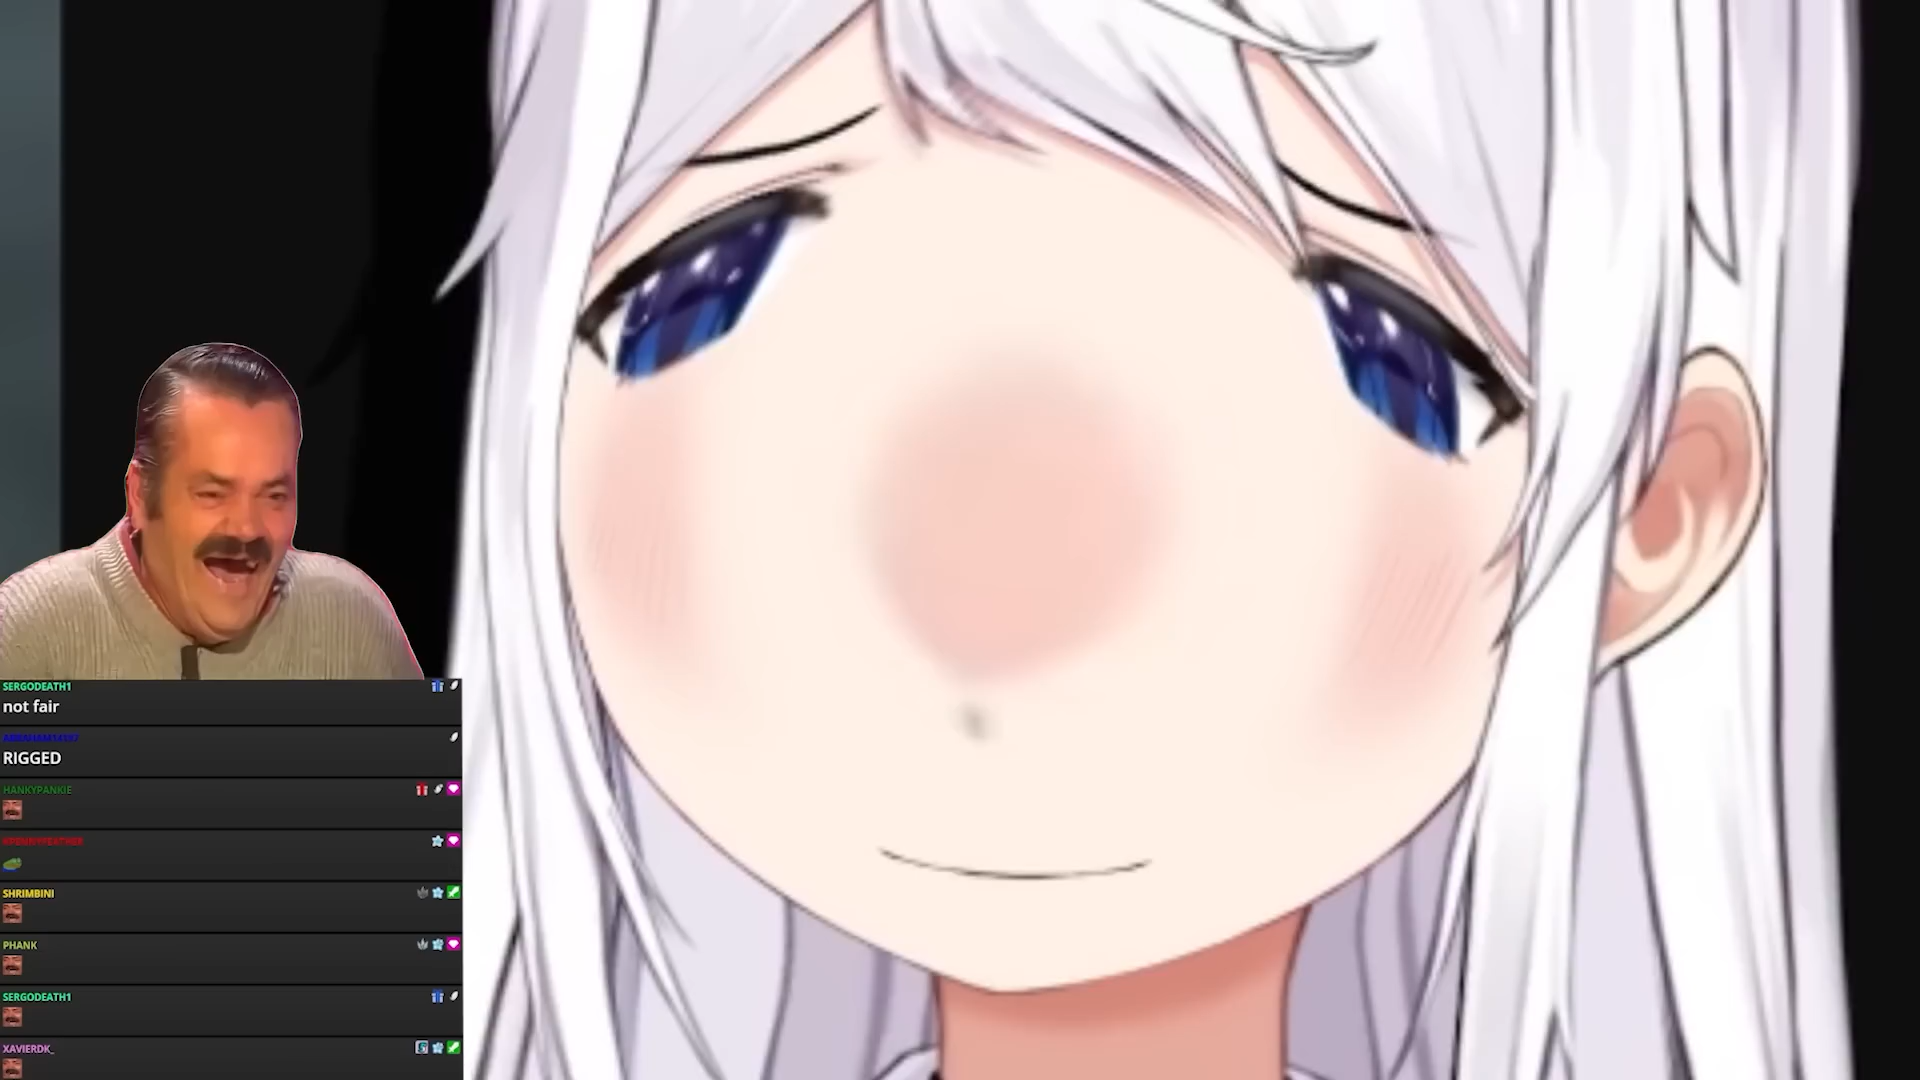 SERGODEATH1
not fair
RIGGED
HANKYPANKIE
SHRIMBINI
PHANK
SERGODEATH1
XAVIERDK_